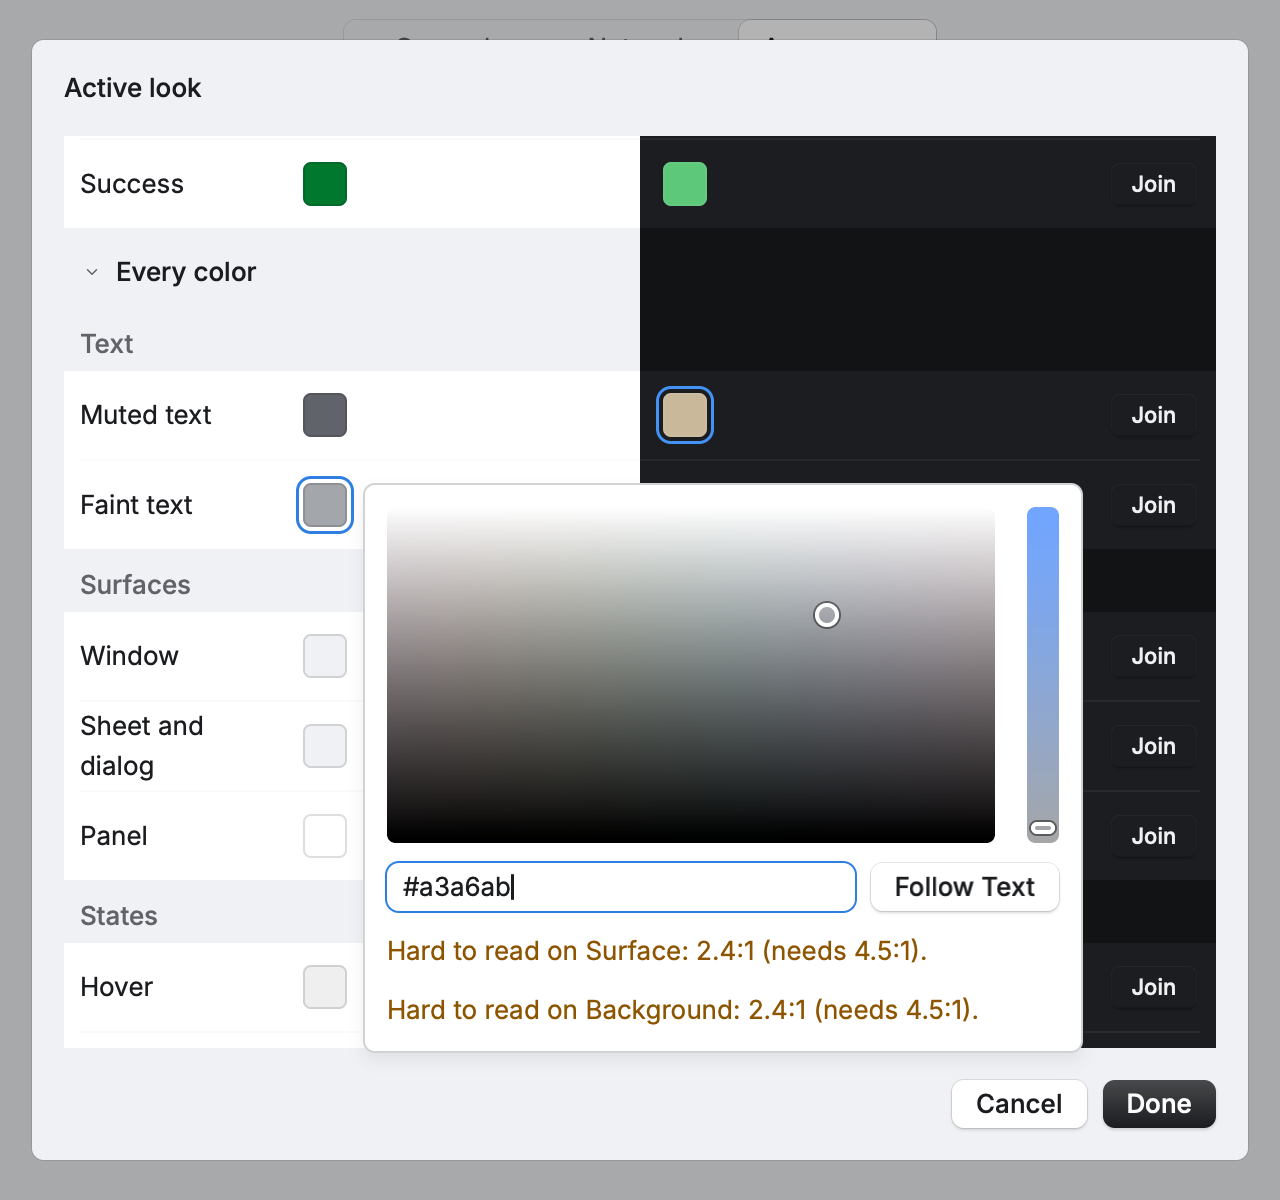 Active look
Success
Join
Every color
Text
Muted text
Join
Faint text
Join
Surfaces
Window
Join
Sheet and
dialog
Join
Panel
Join
#a3a6ab
Follow Text
States
Hard to read on Surface: 2.4:1 (needs 4.5:1).
Hover
Join
Hard to read on Background: 2.4:1 (needs 4.5:1).
Cancel
Done